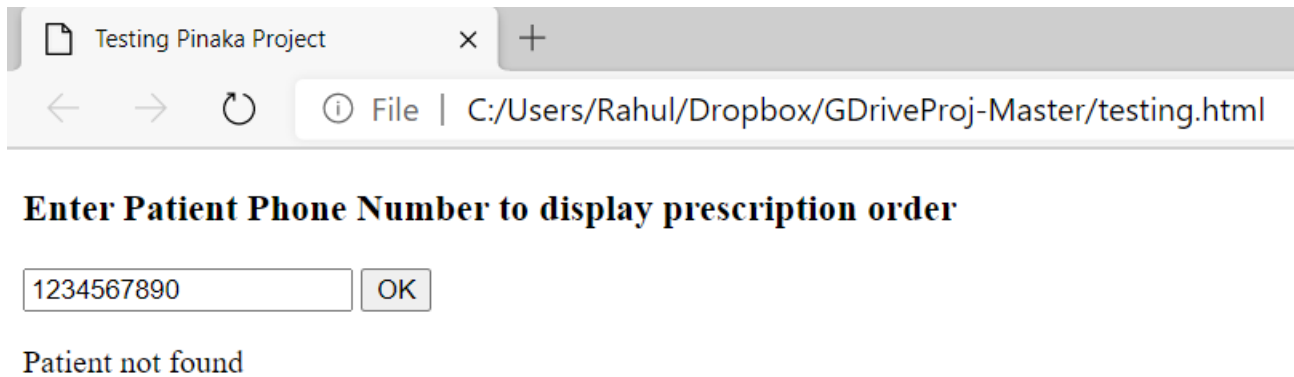 Testing Pinaka Project
File | C:/Users/Rahul/Dropbox/GDriveProj-Master/testing.html
Enter Patient Phone Number to display prescription order
1234567890 OK
Patient not found